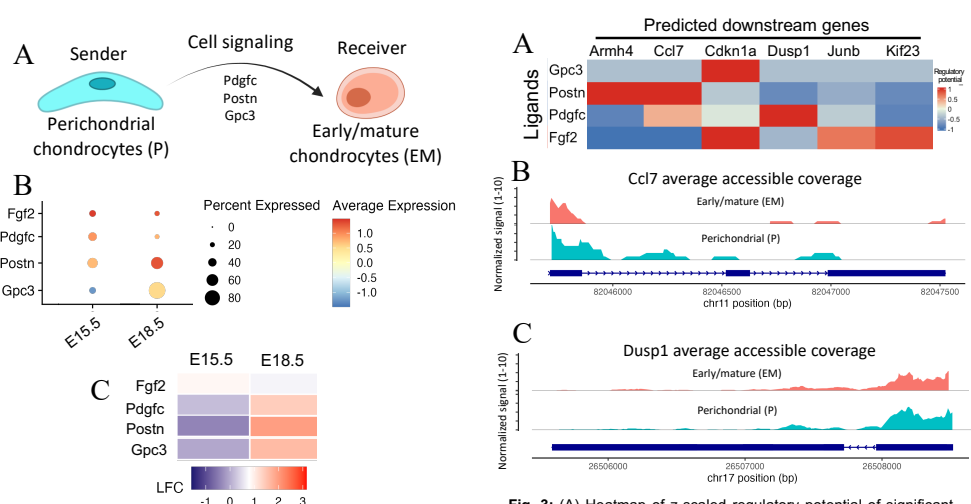 A
Sender
Cell signaling
Receiver
Pdgfc
Postn
Gpc3
Perichondrial
chondrocytes (P)
Early/mature
chondrocytes (EM)
B
Fgf2
Pdgfc
Postn
Gpc3
E15.5
E18.5
Percent Expressed
0
20
40
60
80
Average Expression
1.0
0.5
0.0
-0.5
-1.0
C
E15.5
E18.5
Fgf2
Pdgfc
Postn
Gpc3
LFC
-1 0 1 2 3
A
Predicted downstream genes
Armh4 Ccl7 Cdkn1a Dusp1 Junb Kif23
Ligands
Gpc3
Postn
Pdgfc
Fgf2
Regulatory
potential
1
0.5
0
-0.5
-1
B
Ccl7 average accessible coverage
Normalized signal (1-10)
Early/mature (EM)
Perichondrial (P)
82046000 82046500 82047000 82047500
chr11 position (bp)
C
Dusp1 average accessible coverage
Normalized signal (1-10)
Early/mature (EM)
Perichondrial (P)
26506000 26507000 26508000
chr17 position (bp)
Fig. 3: (A) Heatmap of z-scaled regulatory potential of significant